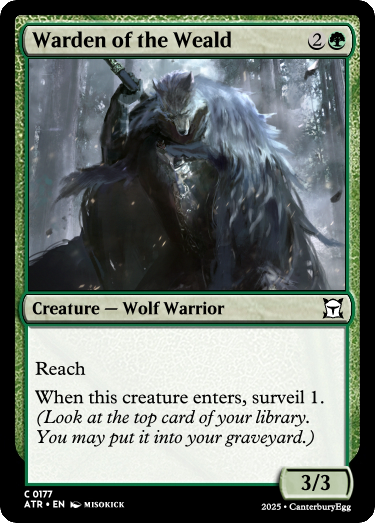 Warden of the Weald 2
Creature — Wolf Warrior
Reach
When this creature enters, surveil 1.
(Look at the top card of your library.
You may put it into your graveyard.)
3/3
C 0177
ATR • EN MISOKICK
2025 • CanterburyEgg